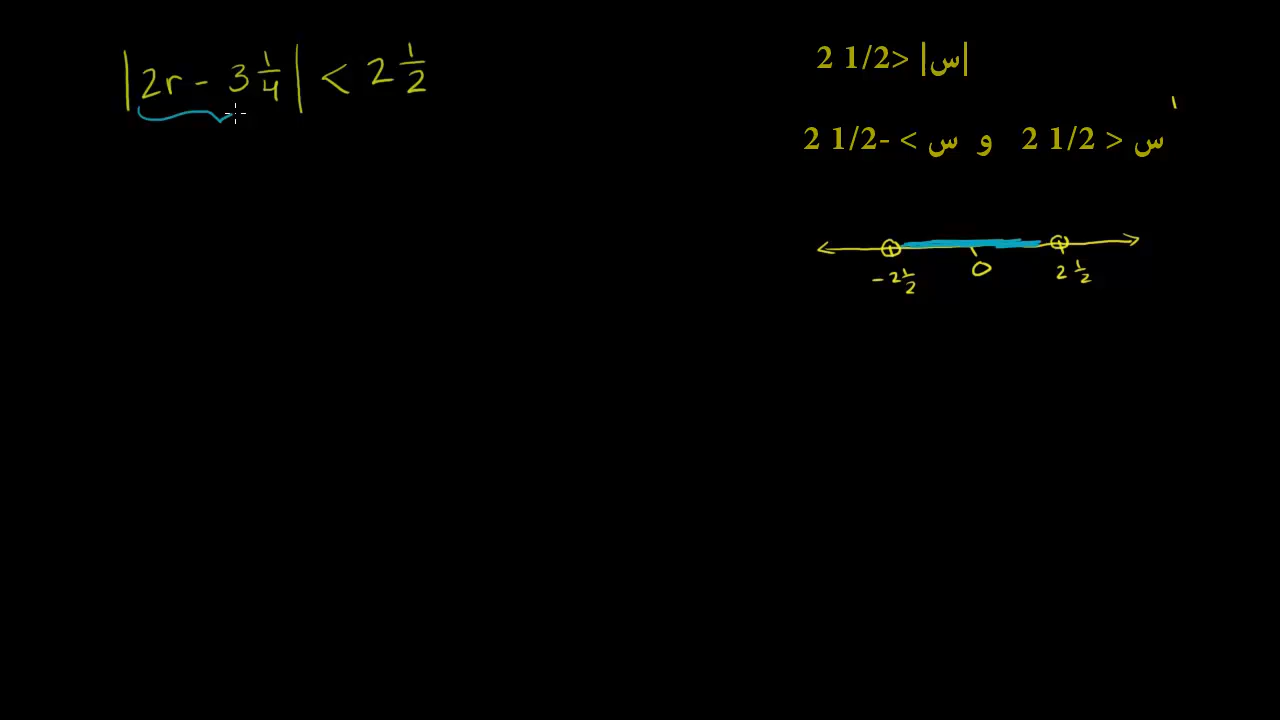 |2r - 3 1/4| < 2 1/2
|س| < 2 1/2
س < 2 1/2 و س > -2 1/2
-2 1/2 0 2 1/2